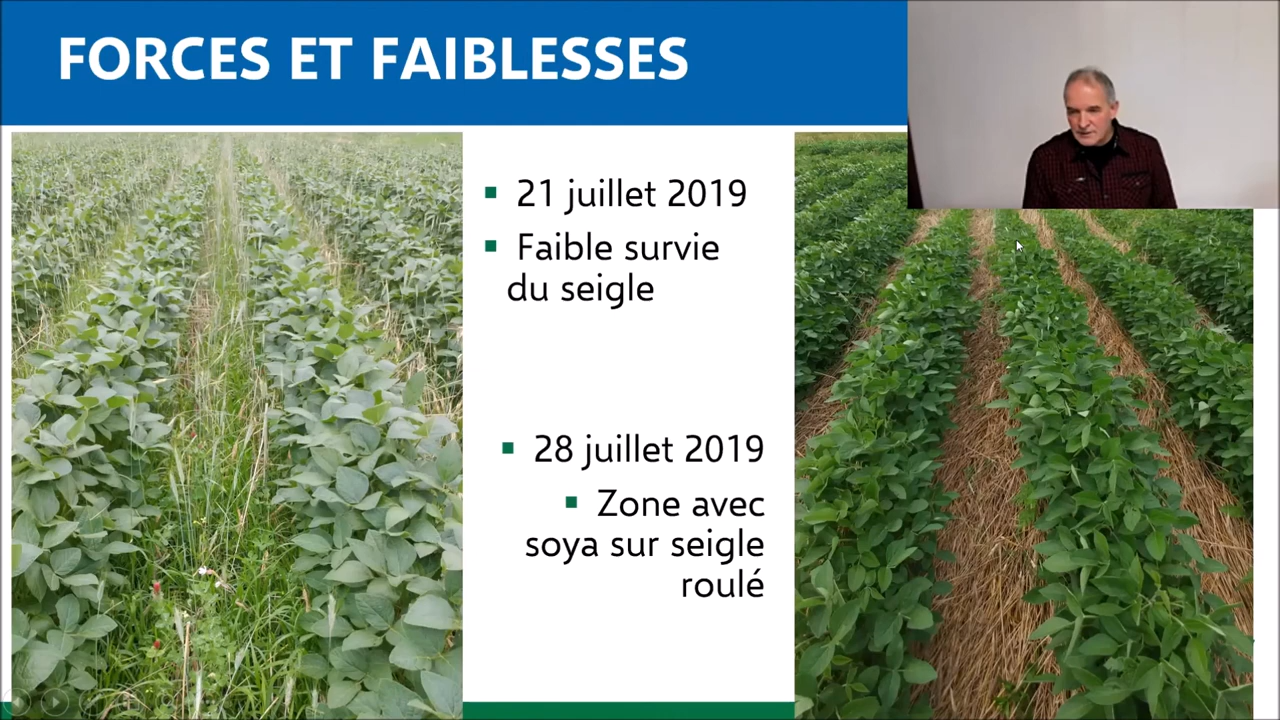 FORCES ET FAIBLESSES
▪ 21 juillet 2019
▪ Faible survie
du seigle
▪ 28 juillet 2019
▪ Zone avec
soya sur seigle
roulé